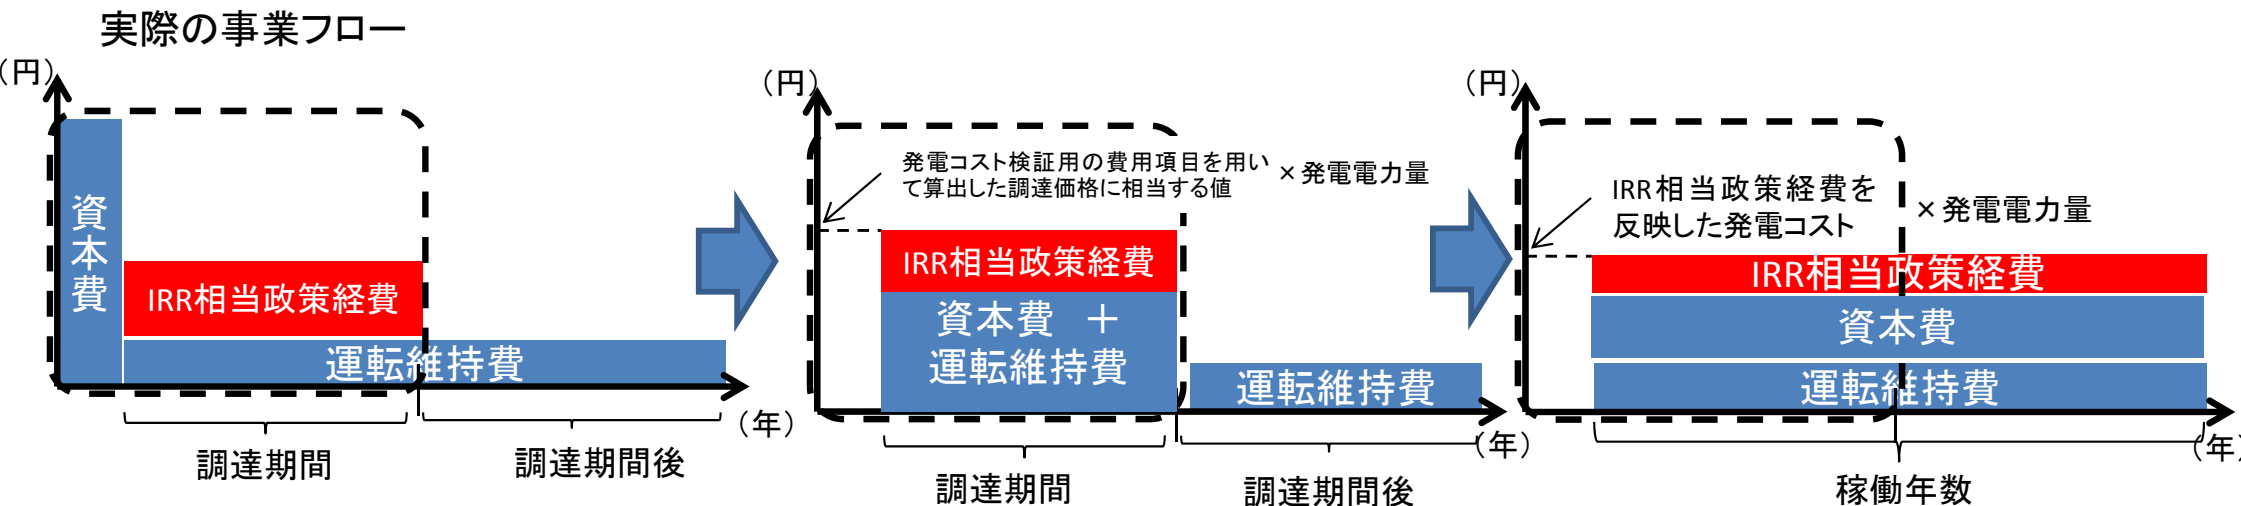 実際の事業フロー
（円）
資本費
IRR相当政策経費
運転維持費
（年）
調達期間
調達期間後
（円）
発電コスト検証用の費用項目を用い
て算出した調達価格に相当する値
×発電電力量
IRR相当政策経費
資本費　＋
運転維持費
運転維持費
（年）
調達期間
調達期間後
（円）
IRR相当政策経費を
反映した発電コスト
×発電電力量
IRR相当政策経費
資本費
運転維持費
（年）
稼働年数